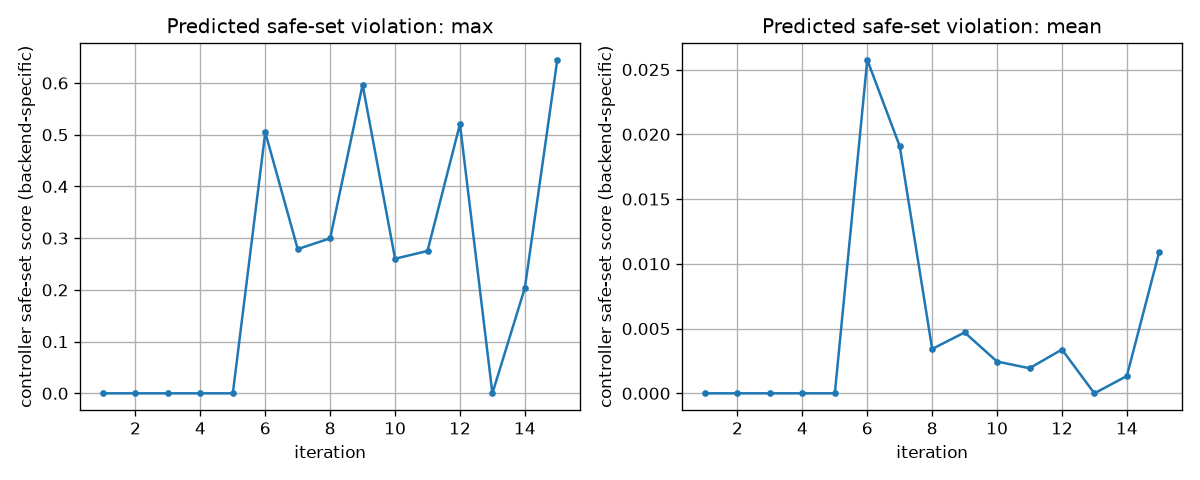 Predicted safe-set violation: max
controller safe-set score (backend-specific)
0.6
0.5
0.4
0.3
0.2
0.1
0.0
2 4 6 8 10 12 14
iteration
Predicted safe-set violation: mean
controller safe-set score (backend-specific)
0.025
0.020
0.015
0.010
0.005
0.000
2 4 6 8 10 12 14
iteration